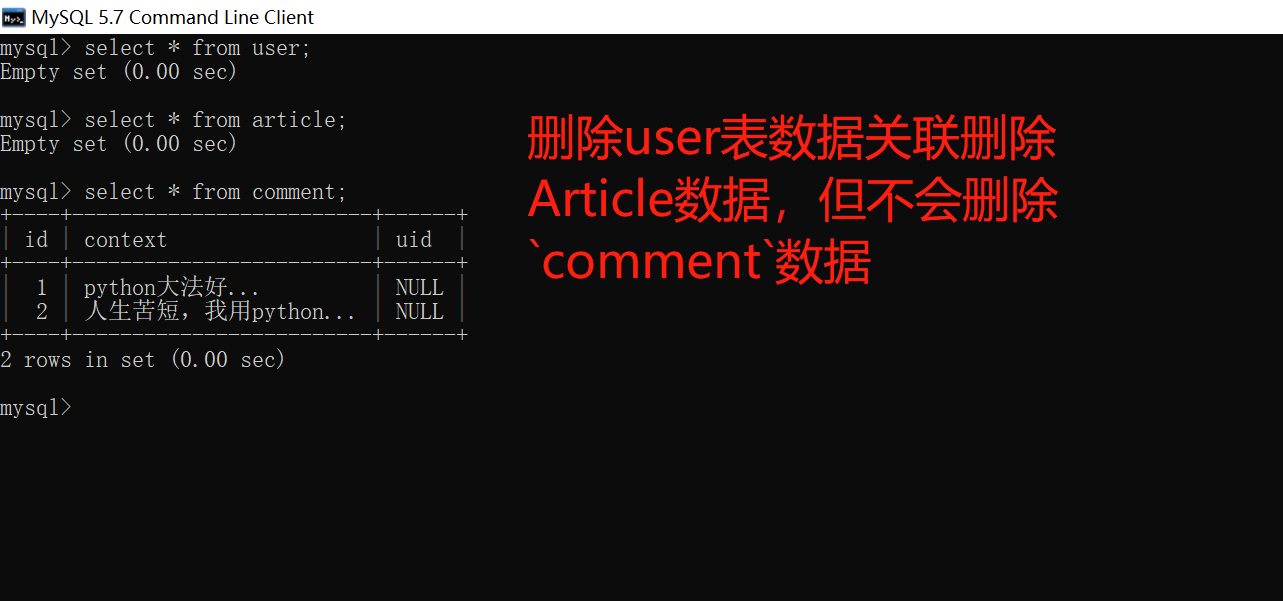 MySQL 5.7 Command Line Client
mysql> select * from user;
Empty set (0.00 sec)
mysql> select * from article;
Empty set (0.00 sec)
mysql> select * from comment;
+----+-------------------------+------+
| id | context                 | uid  |
+----+-------------------------+------+
|  1 | python大法好...           | NULL |
|  2 | 人生苦短，我用python...     | NULL |
+----+-------------------------+------+
2 rows in set (0.00 sec)
mysql>
删除user表数据关联删除
Article数据，但不会删除
`comment`数据